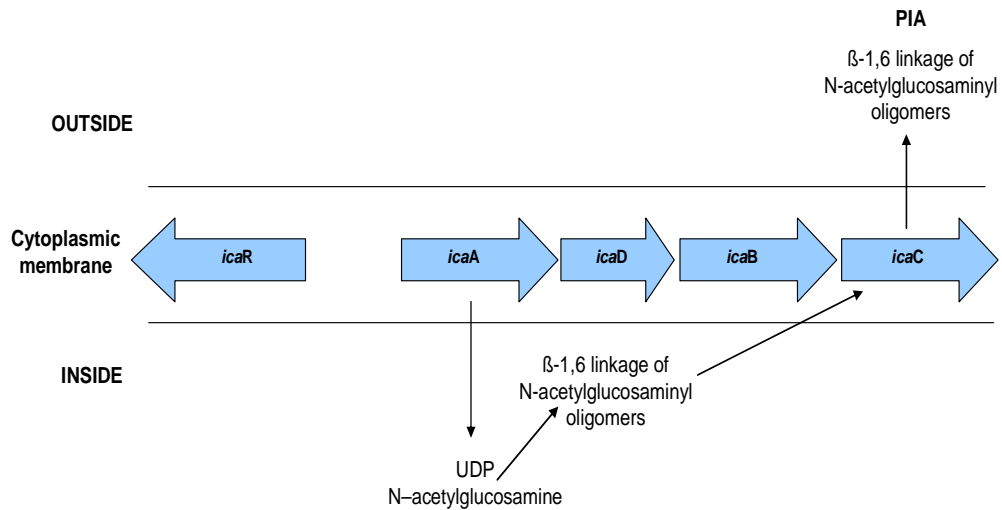 PIA
ß-1,6 linkage of
N-acetylglucosaminyl
oligomers
OUTSIDE
Cytoplasmic
membrane
icaR
icaA
icaD
icaB
icaC
INSIDE
ß-1,6 linkage of
N-acetylglucosaminyl
oligomers
UDP
N–acetylglucosamine